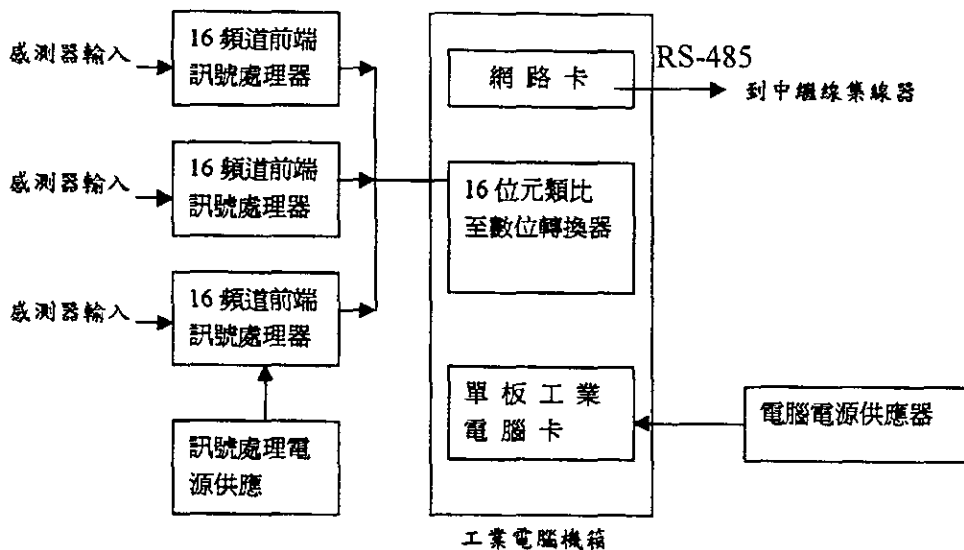 感測器輸入
16 頻道前端
訊號處理器
感測器輸入
16 頻道前端
訊號處理器
感測器輸入
16 頻道前端
訊號處理器
訊號處理電
源供應
網 路 卡
RS-485
到中繼線集線器
16 位元類比
至數位轉換器
單 板 工 業
電 腦 卡
電腦電源供應器
工業電腦機箱